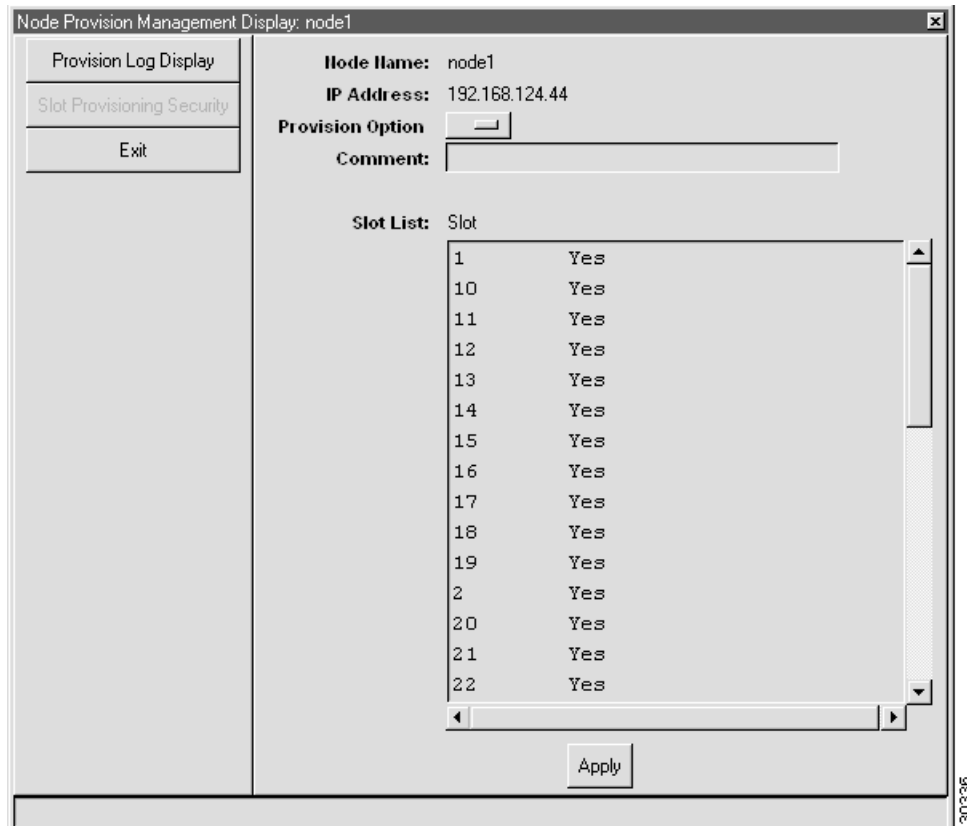 Node Provision Management Display: node1
Provision Log Display
Slot Provisioning Security
Exit
Node Name: node1
IP Address: 192.168.124.44
Provision Option
Comment:
Slot List: Slot
1 Yes
10 Yes
11 Yes
12 Yes
13 Yes
14 Yes
15 Yes
16 Yes
17 Yes
18 Yes
19 Yes
2 Yes
20 Yes
21 Yes
22 Yes
Apply
30336